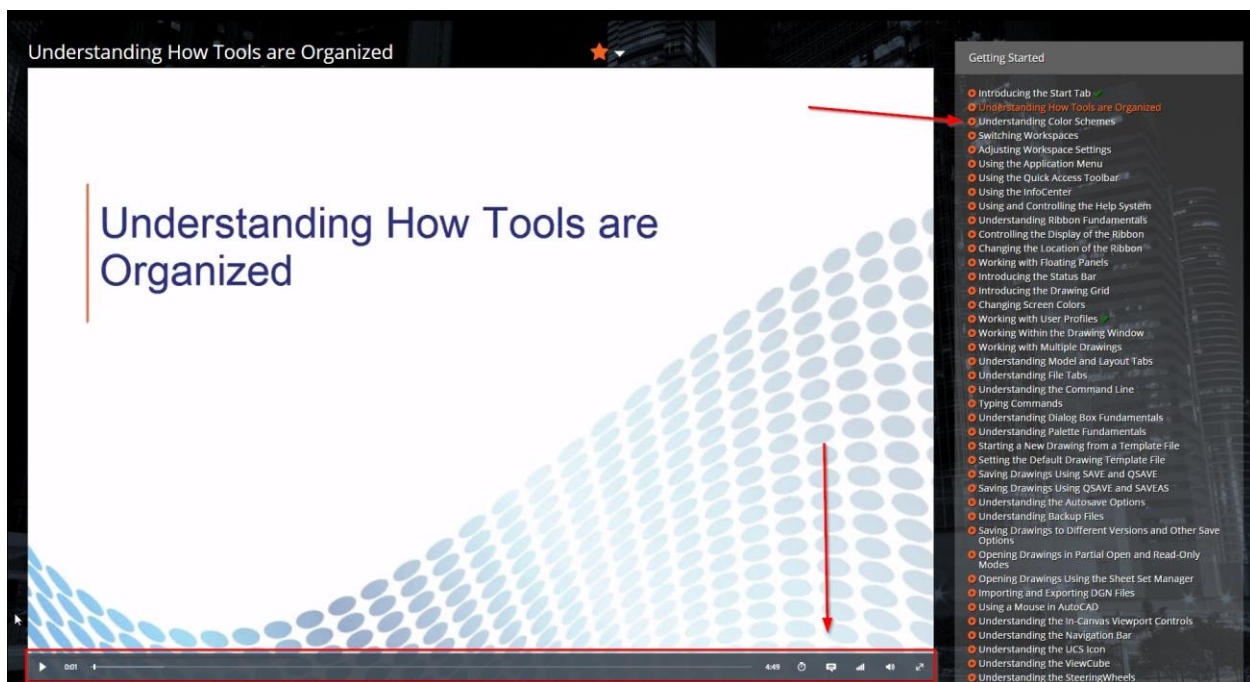 Understanding How Tools are Organized
Understanding How Tools are
Organized
0:01
4:49
Getting Started
Introducing the Start Tab
Understanding How Tools are Organized
Understanding Color Schemes
Switching Workspaces
Adjusting Workspace Settings
Using the Application Menu
Using the Quick Access Toolbar
Using the InfoCenter
Using and Controlling the Help System
Understanding Ribbon Fundamentals
Controlling the Display of the Ribbon
Changing the Location of the Ribbon
Working with Floating Panels
Introducing the Status Bar
Introducing the Drawing Grid
Changing Screen Colors
Working with User Profiles
Working Within the Drawing Window
Working with Multiple Drawings
Understanding Model and Layout Tabs
Understanding File Tabs
Understanding the Command Line
Typing Commands
Understanding Dialog Box Fundamentals
Understanding Palette Fundamentals
Starting a New Drawing from a Template File
Setting the Default Drawing Template File
Saving Drawings Using SAVE and QSAVE
Saving Drawings Using QSAVE and SAVEAS
Understanding the Autosave Options
Understanding Backup Files
Saving Drawings to Different Versions and Other Save
Options
Opening Drawings in Partial Open and Read-Only
Modes
Opening Drawings Using the Sheet Set Manager
Importing and Exporting DGN Files
Using a Mouse in AutoCAD
Understanding the In-Canvas Viewport Controls
Understanding the Navigation Bar
Understanding the UCS Icon
Understanding the ViewCube
Understanding the SteeringWheels